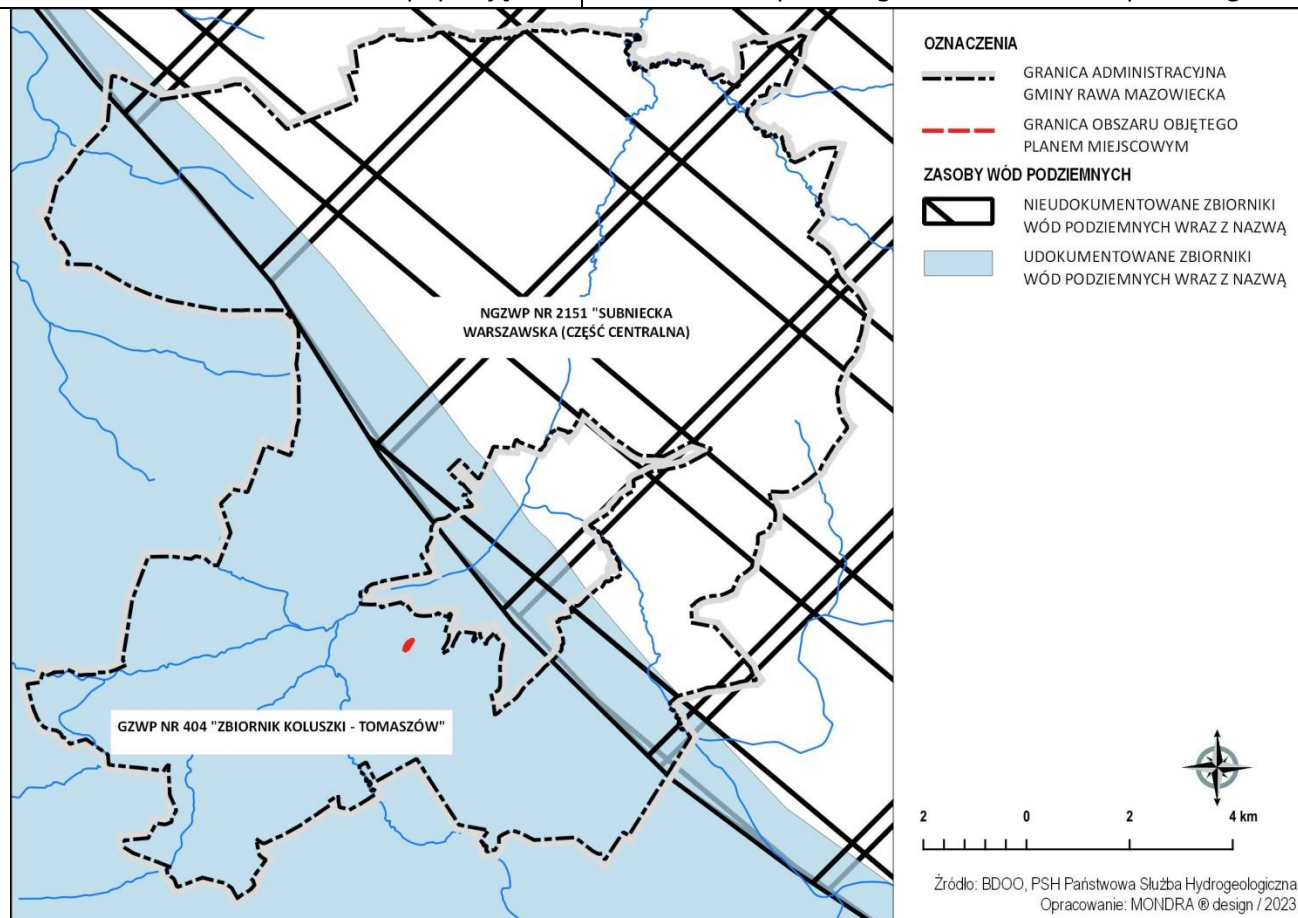 OZNACZENIA
GRANICA ADMINISTRACYJNA
GMINY RAWA MAZOWIECKA
GRANICA OBSZARU OBJĘTEGO
PLANEM MIEJSCOWYM
ZASOBY WÓD PODZIEMNYCH
NIEUDOKUMENTOWANE ZBIORNIKI
WÓD PODZIEMNYCH WRAZ Z NAZWĄ
UDOKUMENTOWANE ZBIORNIKI
WÓD PODZIEMNYCH WRAZ Z NAZWĄ
NGZWP NR 2151 "SUBNIECKA
WARSZAWSKA (CZĘŚĆ CENTRALNA)
GZWP NR 404 "ZBIORNIK KOLUSZKI - TOMASZÓW"
2 0 2 4 km
Źródło: BDOO, PSH Państwowa Służba Hydrogeologiczna
Opracowanie: MONDRA ® design / 2023